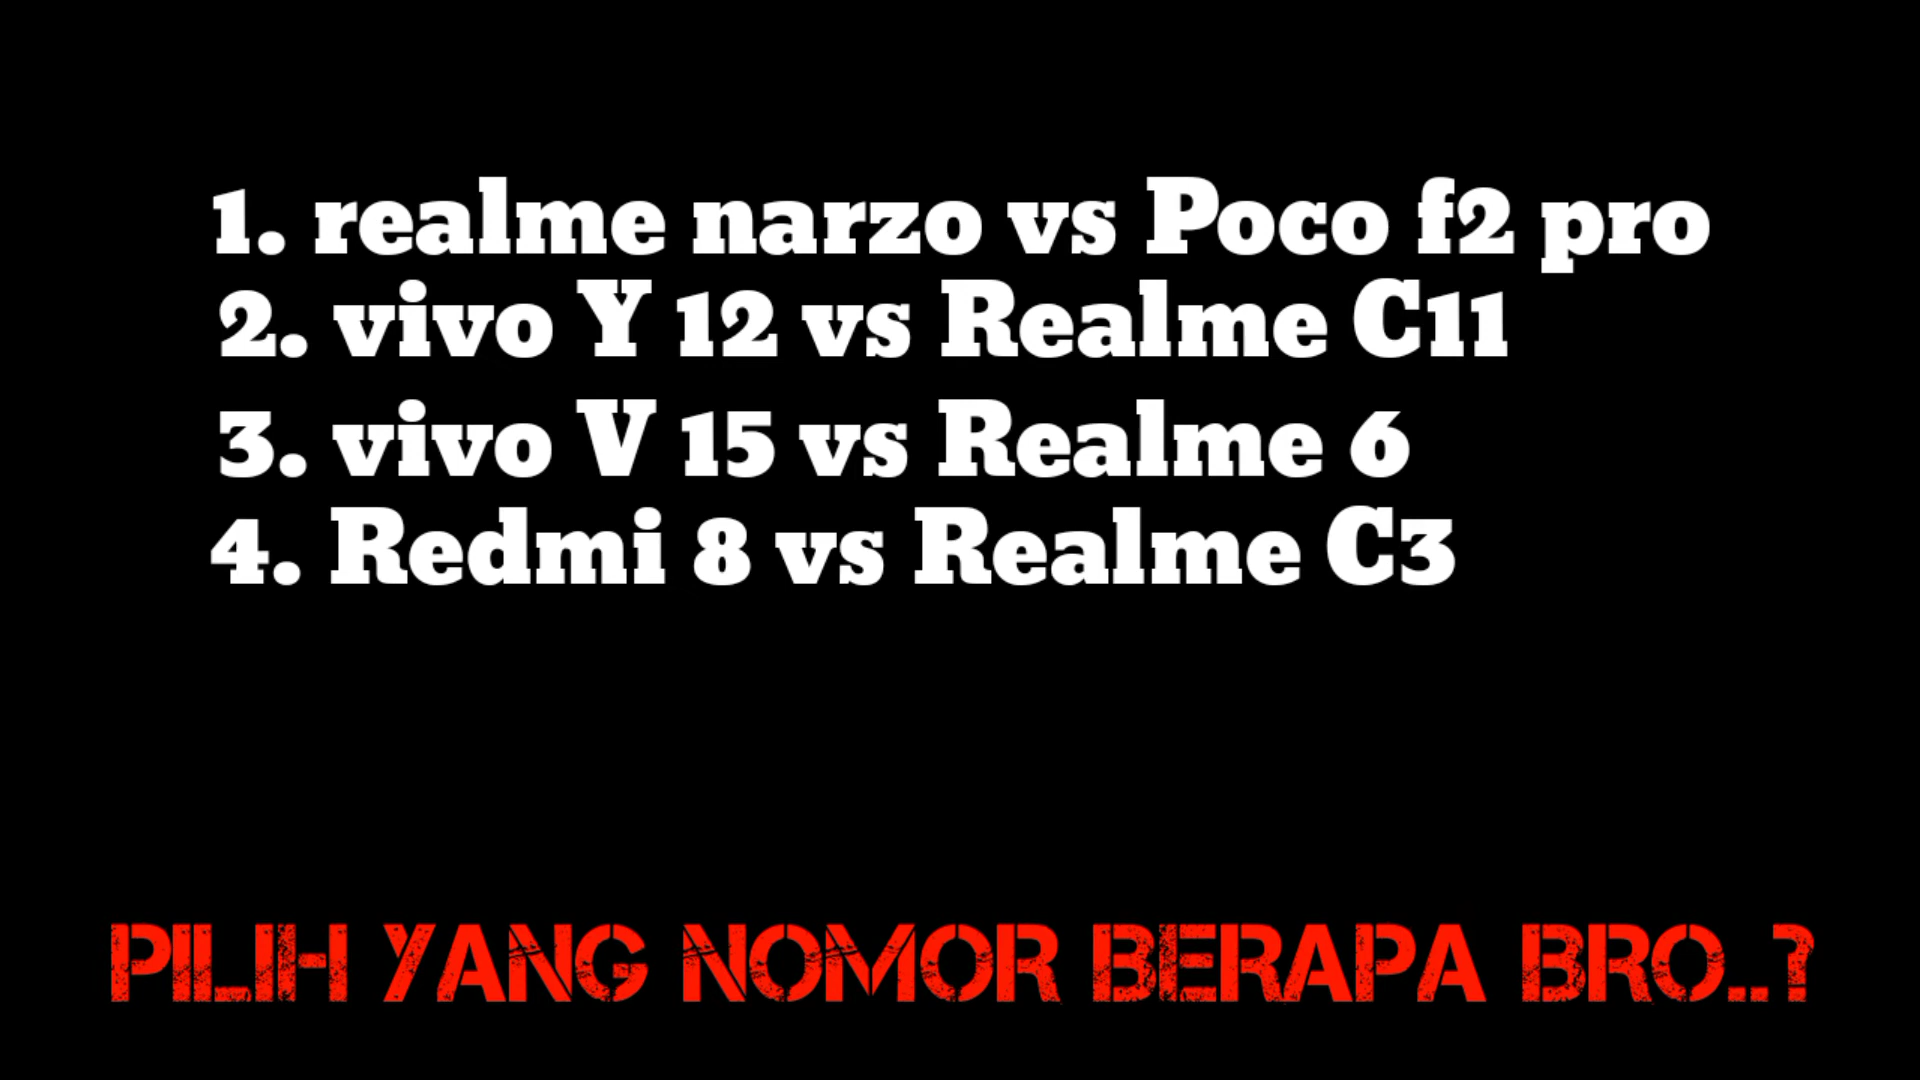 1. realme narzo vs Poco f2 pro
2. vivo Y 12 vs Realme C11
3. vivo V 15 vs Realme 6
4. Redmi 8 vs Realme C3
PILIH YANG NOMOR BERAPA BRO..?